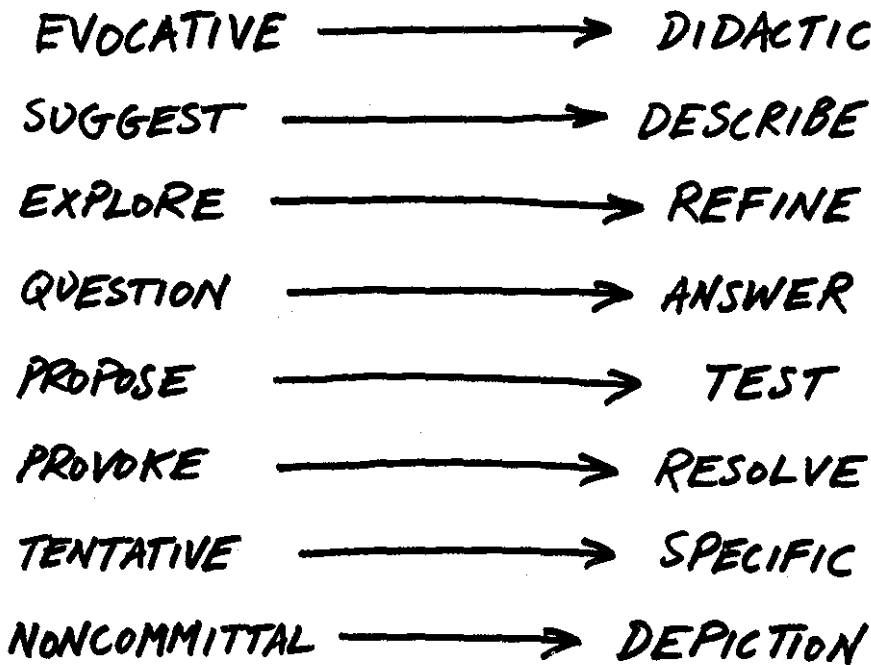 EVOCATIVE → DIDACTIC
SUGGEST → DESCRIBE
EXPLORE → REFINE
QUESTION → ANSWER
PROPOSE → TEST
PROVOKE → RESOLVE
TENTATIVE → SPECIFIC
NONCOMMITTAL → DEPICTION